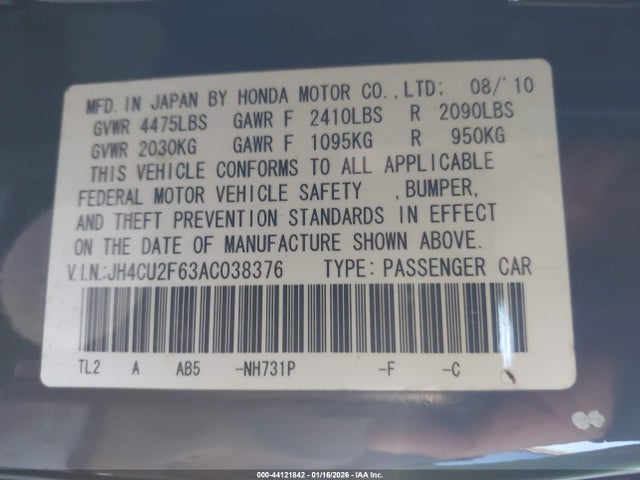 MFD. IN JAPAN BY HONDA MOTOR CO., LTD: 08/'10
GVWR 4475LBS GAWR F 2410LBS R 2090LBS
GVWR 2030KG GAWR F 1095KG R 950KG
THIS VEHICLE CONFORMS TO ALL APPLICABLE
FEDERAL MOTOR VEHICLE SAFETY , BUMPER,
AND THEFT PREVENTION STANDARDS IN EFFECT
ON THE DATE OF MANUFACTURE SHOWN ABOVE.
V.I.N.:JH4CU2F63AC038376 TYPE: PASSENGER CAR
TL2 A AB5 -NH731P -F -C
000-44121842 - 01/16/2026 - IAA Inc.